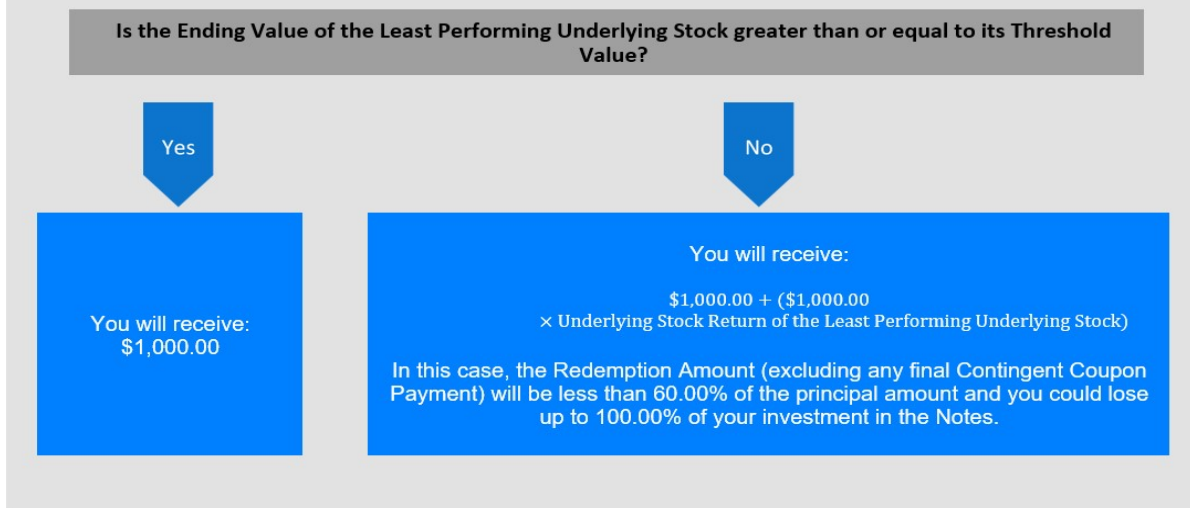 Is the Ending Value of the Least Performing Underlying Stock greater than or equal to its Threshold
Value?
Yes
No
You will receive:
$1,000.00
You will receive:
$1,000.00 + ($1,000.00
× Underlying Stock Return of the Least Performing Underlying Stock)
In this case, the Redemption Amount (excluding any final Contingent Coupon
Payment) will be less than 60.00% of the principal amount and you could lose
up to 100.00% of your investment in the Notes.